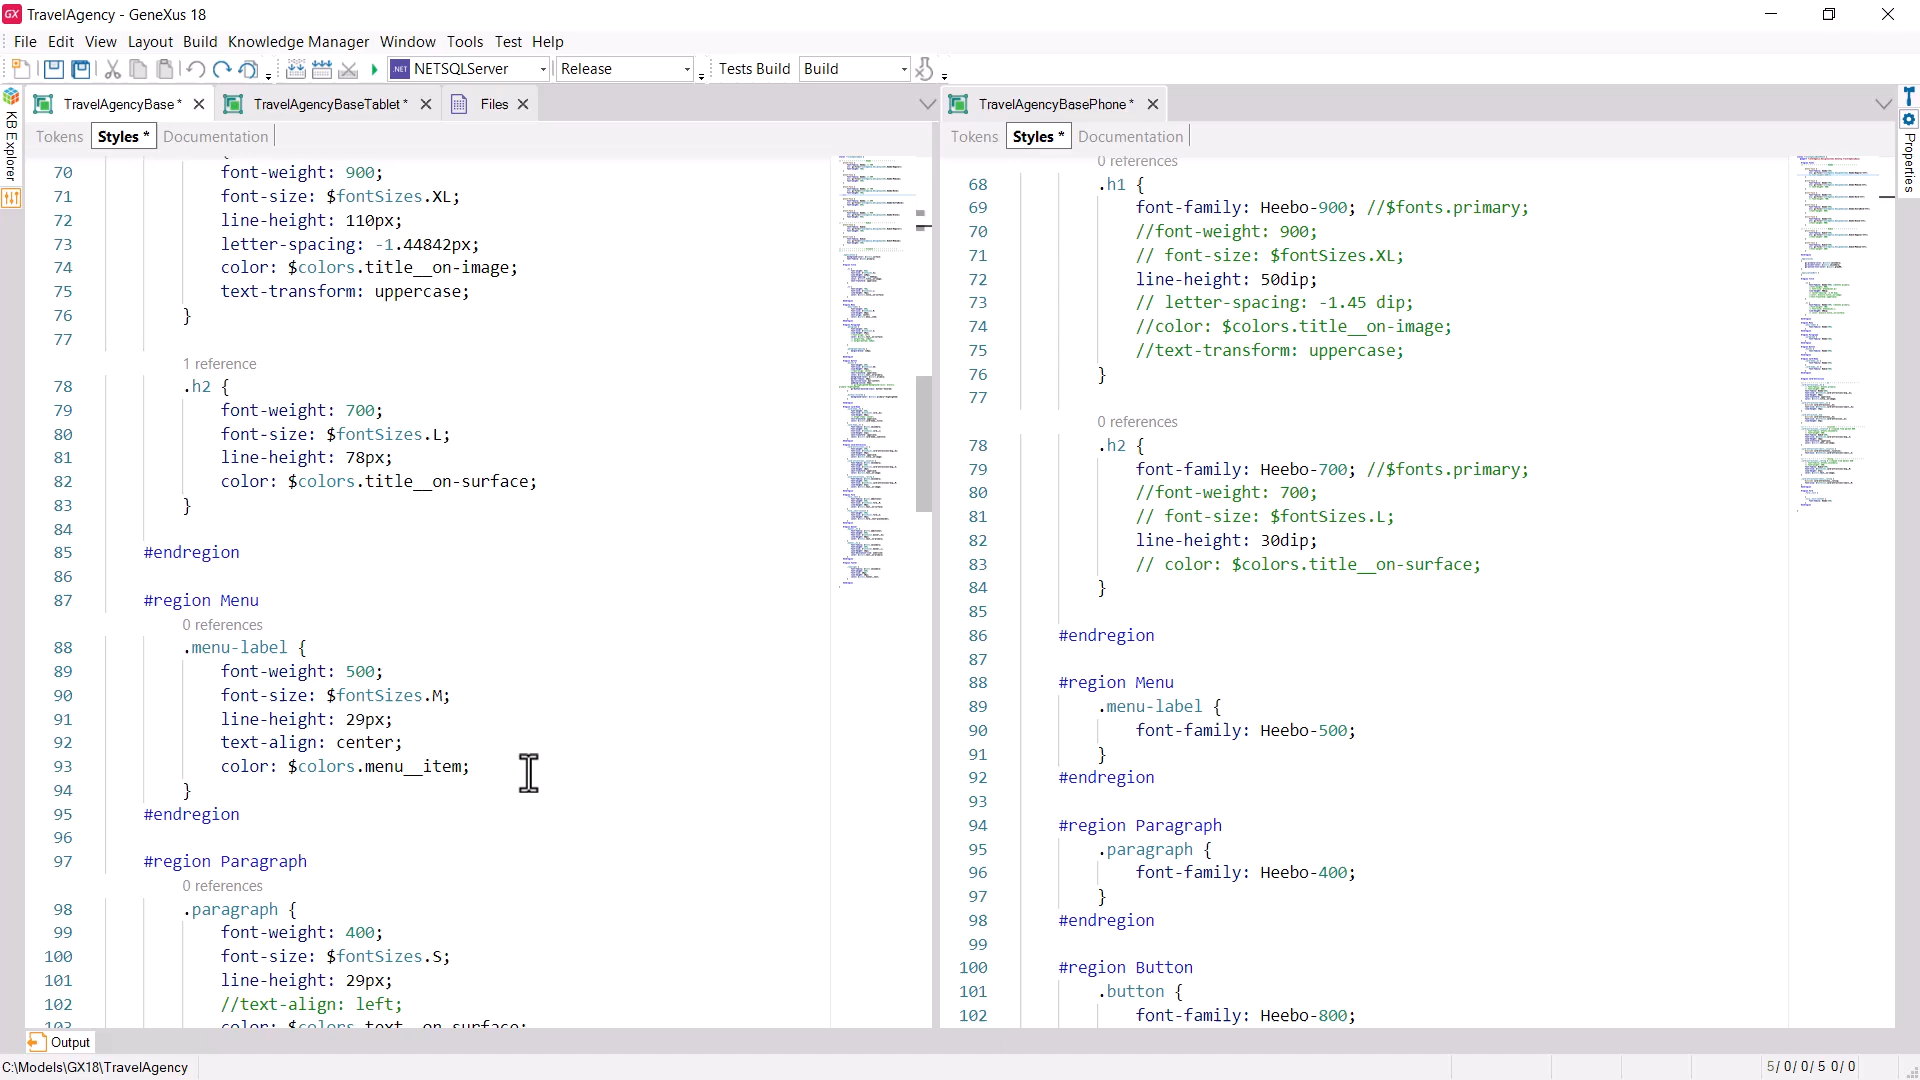 TravelAgency - GeneXus 18
File Edit View Layout Build Knowledge Manager Window Tools Test Help
.NET NETSQLServer Release Tests Build Build
TravelAgencyBase* TravelAgencyBaseTablet* Files
Tokens Styles * Documentation
KB Explorer
70 font-weight: 900;
71 font-size: $fontSizes.XL;
72 line-height: 110px;
73 letter-spacing: -1.44842px;
74 color: $colors.title__on-image;
75 text-transform: uppercase;
76 }
77
1 reference
78 .h2 {
79 font-weight: 700;
80 font-size: $fontSizes.L;
81 line-height: 78px;
82 color: $colors.title__on-surface;
83 }
84
85 #endregion
86
87 #region Menu
0 references
88 .menu-label {
89 font-weight: 500;
90 font-size: $fontSizes.M;
91 line-height: 29px;
92 text-align: center;
93 color: $colors.menu__item;
94 }
95 #endregion
96
97 #region Paragraph
0 references
98 .paragraph {
99 font-weight: 400;
100 font-size: $fontSizes.S;
101 line-height: 29px;
102 //text-align: left;
103 color: $colors.text__on-surface;
TravelAgencyBasePhone*
Tokens Styles * Documentation
Properties
0 references
68 .h1 {
69 font-family: Heebo-900; //$fonts.primary;
70 //font-weight: 900;
71 // font-size: $fontSizes.XL;
72 line-height: 50dip;
73 // letter-spacing: -1.45 dip;
74 //color: $colors.title__on-image;
75 //text-transform: uppercase;
76 }
77
0 references
78 .h2 {
79 font-family: Heebo-700; //$fonts.primary;
80 //font-weight: 700;
81 // font-size: $fontSizes.L;
82 line-height: 30dip;
83 // color: $colors.title__on-surface;
84 }
85
86 #endregion
87
88 #region Menu
89 .menu-label {
90 font-family: Heebo-500;
91 }
92 #endregion
93
94 #region Paragraph
95 .paragraph {
96 font-family: Heebo-400;
97 }
98 #endregion
99
100 #region Button
101 .button {
102 font-family: Heebo-800;
Output
C:\Models\GX18\TravelAgency 5/0/0/5 0/0